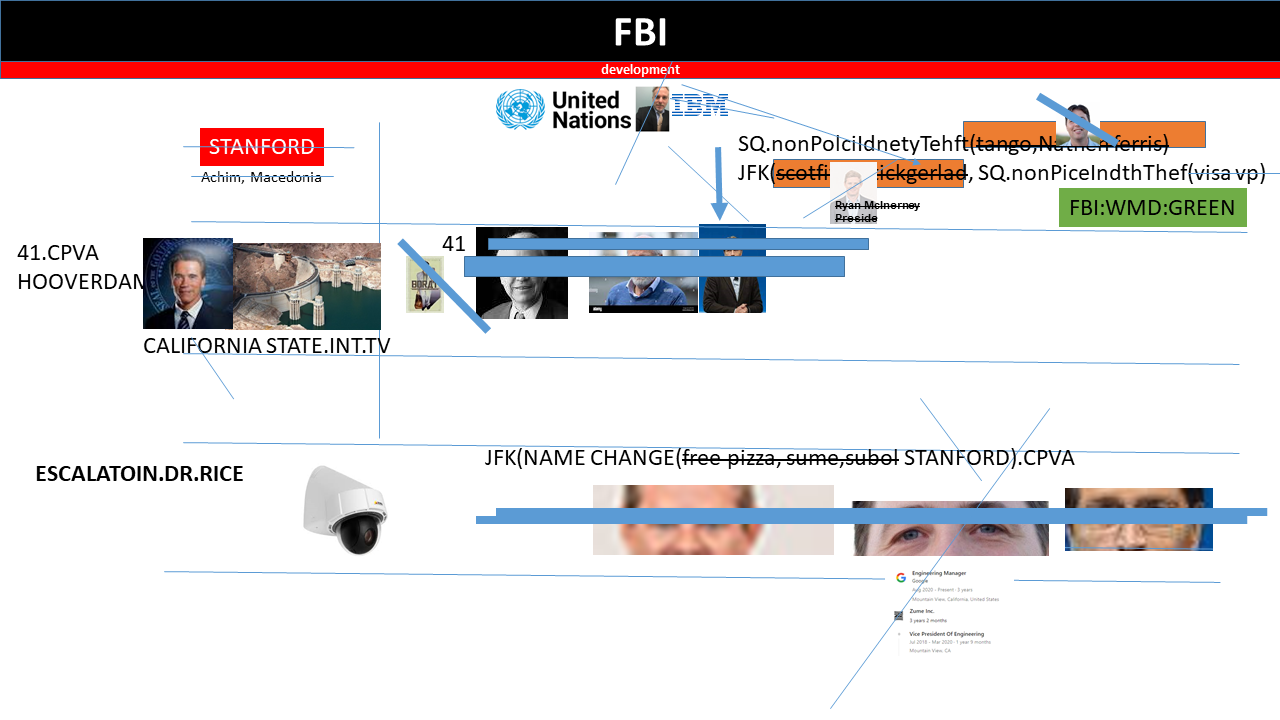 FBI
development
United
Nations
IBM
STANFORD
Achim, Macedonia
SQ.nonPolciIdnetyTehft(tango,Nathen ferris)
JFK(scotfi ickgerlad, SQ.nonPiceIndthThef(visa vp)
Ryan McInerney
Preside
FBI:WMD:GREEN
41.CPVA
HOOVERDAM
41
BORAT
CALIFORNIA STATE.INT.TV
ESCALATOIN.DR.RICE
JFK(NAME CHANGE(free pizza, sume,subol STANFORD).CPVA
Engineering Manager
Google
Aug 2020 - Present · 3 years
Mountain View, California, United States
Zume Inc.
3 years 2 months
Vice President Of Engineering
Jul 2018 - Mar 2020 · 1 year 9 months
Mountain View, CA